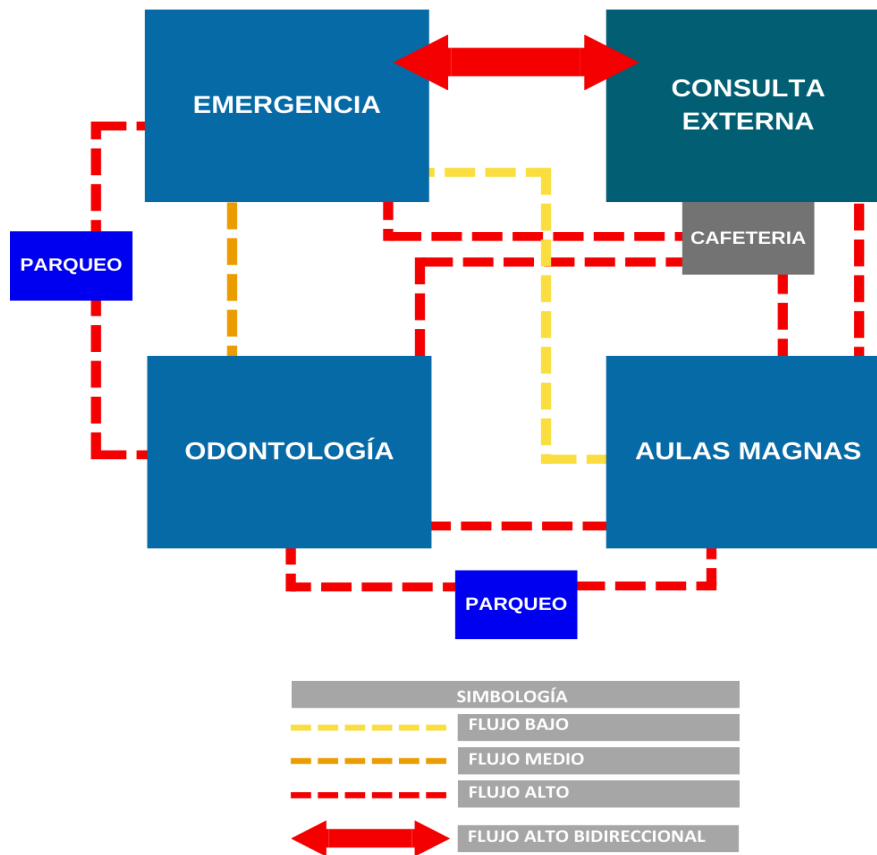 EMERGENCIA
CONSULTA
EXTERNA
CAFETERIA
PARQUEO
ODONTOLOGÍA
AULAS MAGNAS
PARQUEO
SIMBOLOGÍA
FLUJO BAJO
FLUJO MEDIO
FLUJO ALTO
FLUJO ALTO BIDIRECCIONAL